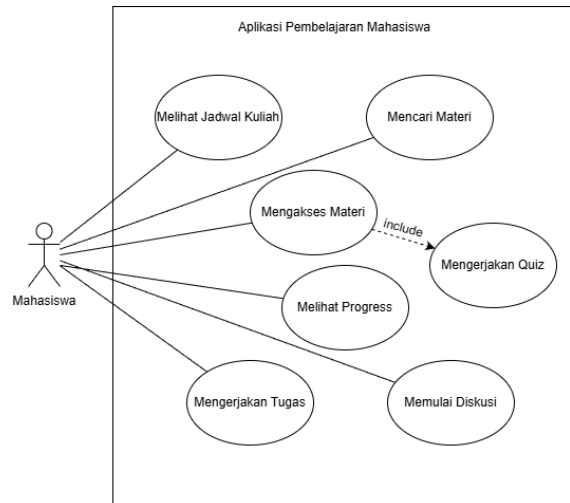 Aplikasi Pembelajaran Mahasiswa
Melihat Jadwal Kuliah
Mencari Materi
Mengakses Materi
include
Mengerjakan Quiz
Mahasiswa
Melihat Progress
Mengerjakan Tugas
Memulai Diskusi